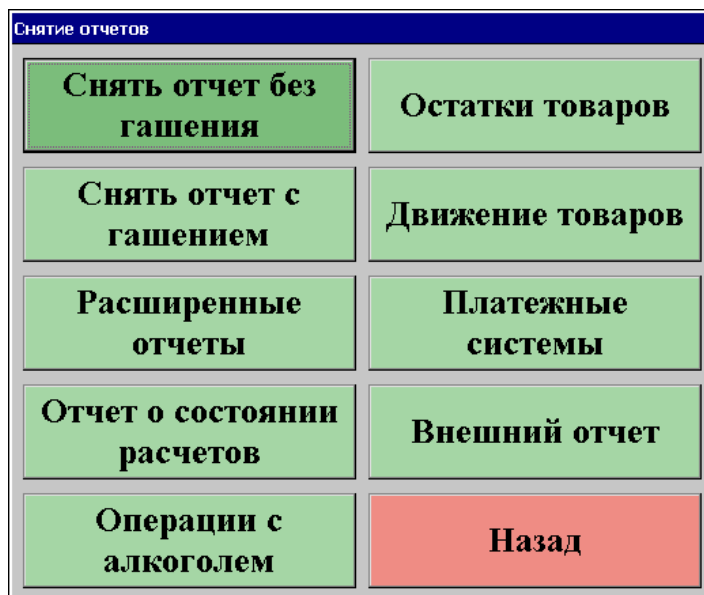 Снятие отчетов
Снять отчет без
гашения
Остатки товаров
Снять отчет с
гашением
Движение товаров
Расширенные
отчеты
Платежные
системы
Отчет о состоянии
расчетов
Внешний отчет
Операции с
алкоголем
Назад